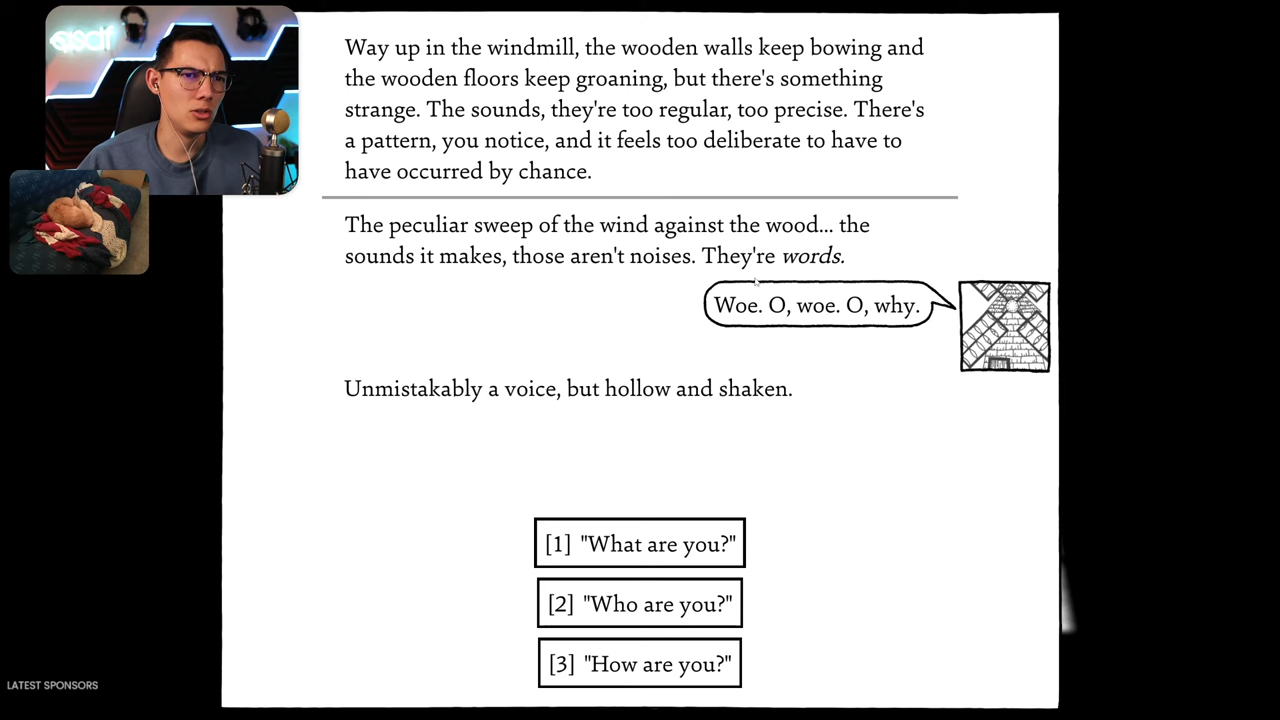 Way up in the windmill, the wooden walls keep bowing and
the wooden floors keep groaning, but there's something
strange. The sounds, they're too regular, too precise. There's
a pattern, you notice, and it feels too deliberate to have to
have occurred by chance.
The peculiar sweep of the wind against the wood... the
sounds it makes, those aren't noises. They're words.
Woe. O, woe. O, why.
Unmistakably a voice, but hollow and shaken.
[1] "What are you?"
[2] "Who are you?"
[3] "How are you?"
LATEST SPONSORS